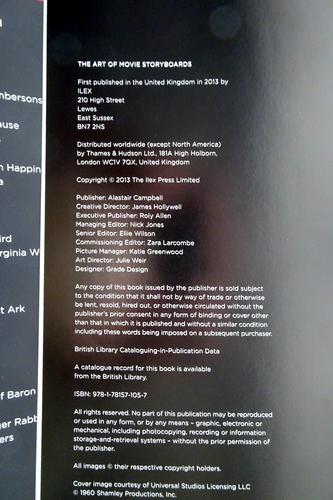 THE ART OF MOVIE STORYBOARDS
First published in the United Kingdom in 2013 by
ILEX
210 High Street
Lewes
East Sussex
BN7 2NS
Distributed worldwide (except North America)
by Thames & Hudson Ltd., 181A High Holborn,
London WC1V 7QX, United Kingdom
Copyright © 2013 The Ilex Press Limited
Publisher: Alastair Campbell
Creative Director: James Hollywell
Executive Publisher: Roly Allen
Managing Editor: Nick Jones
Senior Editor: Ellie Wilson
Commissioning Editor: Zara Larcombe
Picture Manager: Katie Greenwood
Art Director: Julie Weir
Designer: Grade Design
Any copy of this book issued by the publisher is sold subject
to the condition that it shall not by way of trade or otherwise
be lent, resold, hired out, or otherwise circulated without the
publisher's prior consent in any form of binding or cover other
than that in which it is published and without a similar condition
including these words being imposed on a subsequent purchaser.
British Library Cataloguing-in-Publication Data
A catalogue record for this book is available
from the British Library.
ISBN: 978-1-78157-105-7
All rights reserved. No part of this publication may be reproduced
or used in any form, or by any means – graphic, electronic or
mechanical, including photocopying, recording or information
storage-and-retrieval systems – without the prior permission of
the publisher.
All images © their respective copyright holders.
Cover image courtesy of Universal Studios Licensing LLC
© 1960 Shamley Productions, Inc.
mbersons
ause
n Happin
a
ird
rginia W
t Ark
f Baron
ger Rabb
ers